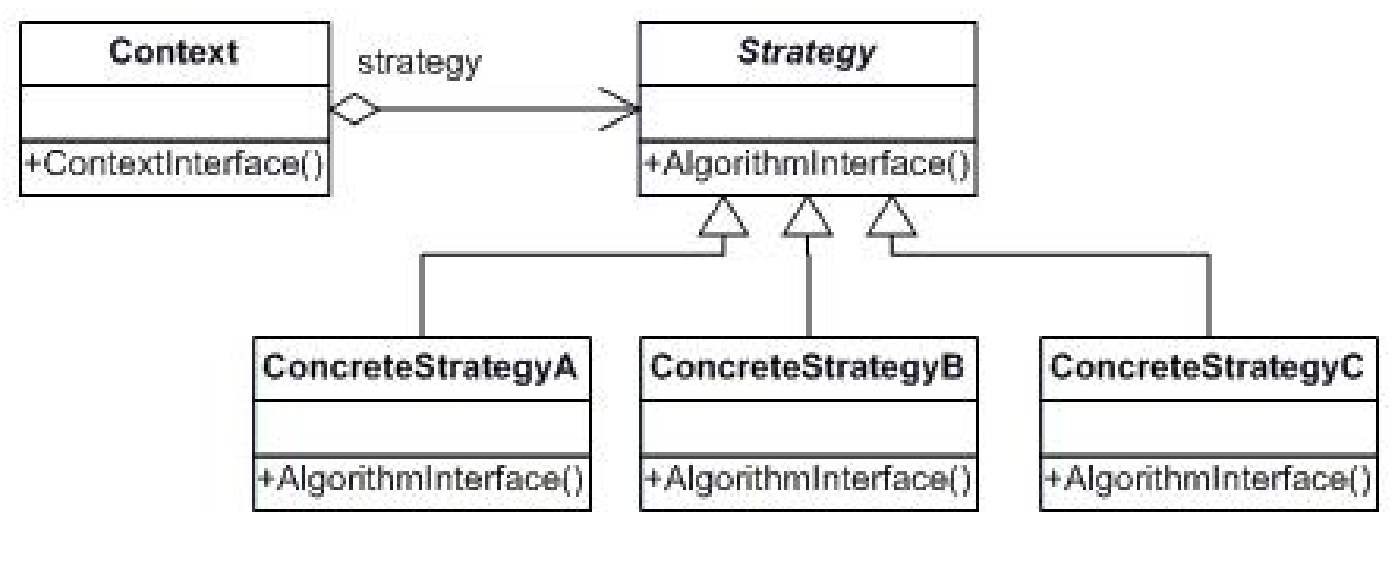 Context
strategy
Strategy
+ContextInterface()
+AlgorithmInterface()
ConcreteStrategyA
ConcreteStrategyB
ConcreteStrategyC
+AlgorithmInterface()
+AlgorithmInterface()
+AlgorithmInterface()